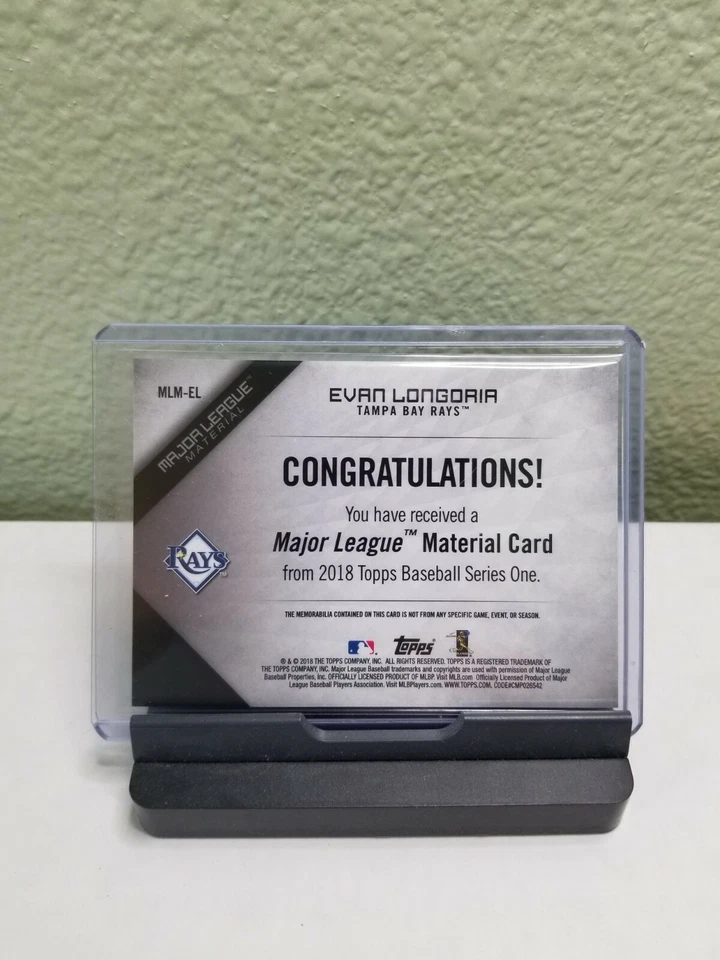 MLM-EL
MAJOR LEAGUE™
MATERIAL
EVAN LONGORIA
TAMPA BAY RAYS™
CONGRATULATIONS!
You have received a
Major League™ Material Card
from 2018 Topps Baseball Series One.
RAYS™
THE MEMORABILIA CONTAINED ON THIS CARD IS NOT FROM ANY SPECIFIC GAME, EVENT, OR SEASON.
Topps®
® & © 2018 THE TOPPS COMPANY, INC. ALL RIGHTS RESERVED. TOPPS IS A REGISTERED TRADEMARK OF
THE TOPPS COMPANY, INC. Major League Baseball trademarks and copyrights are used with permission of Major League
Baseball Properties, Inc. OFFICIALLY LICENSED PRODUCT OF MLBP. Visit MLB.com Officially Licensed Product of Major
League Baseball Players Association. Visit MLBPlayers.com. WWW.TOPPS.COM. CODE#CMP026542